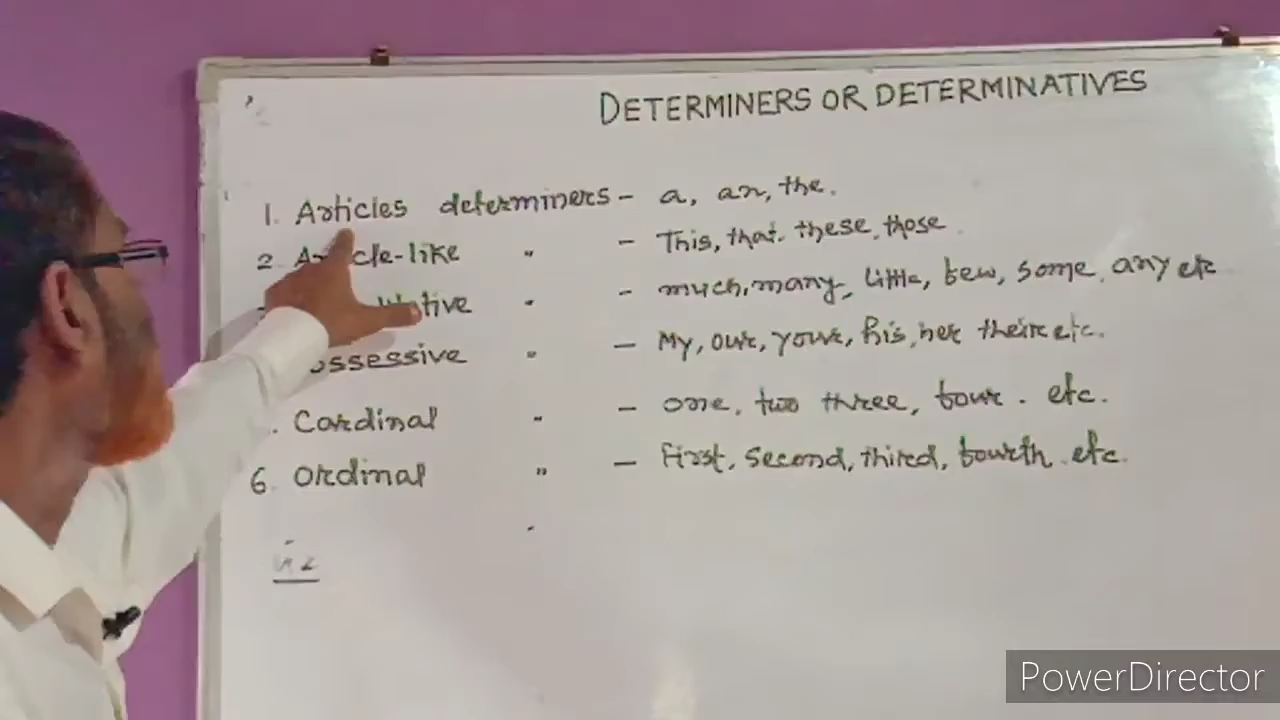 DETERMINERS OR DETERMINATIVES
1. Articles determiners - a, an, the.
2 Article-like " - This, that, these, those
" - much, many, little, few, some, any etc
" - My, our, your, his, her their etc.
Cardinal " - one, two three, four. etc.
6. Ordinal " - First, second, third, fourth etc.
PowerDirector